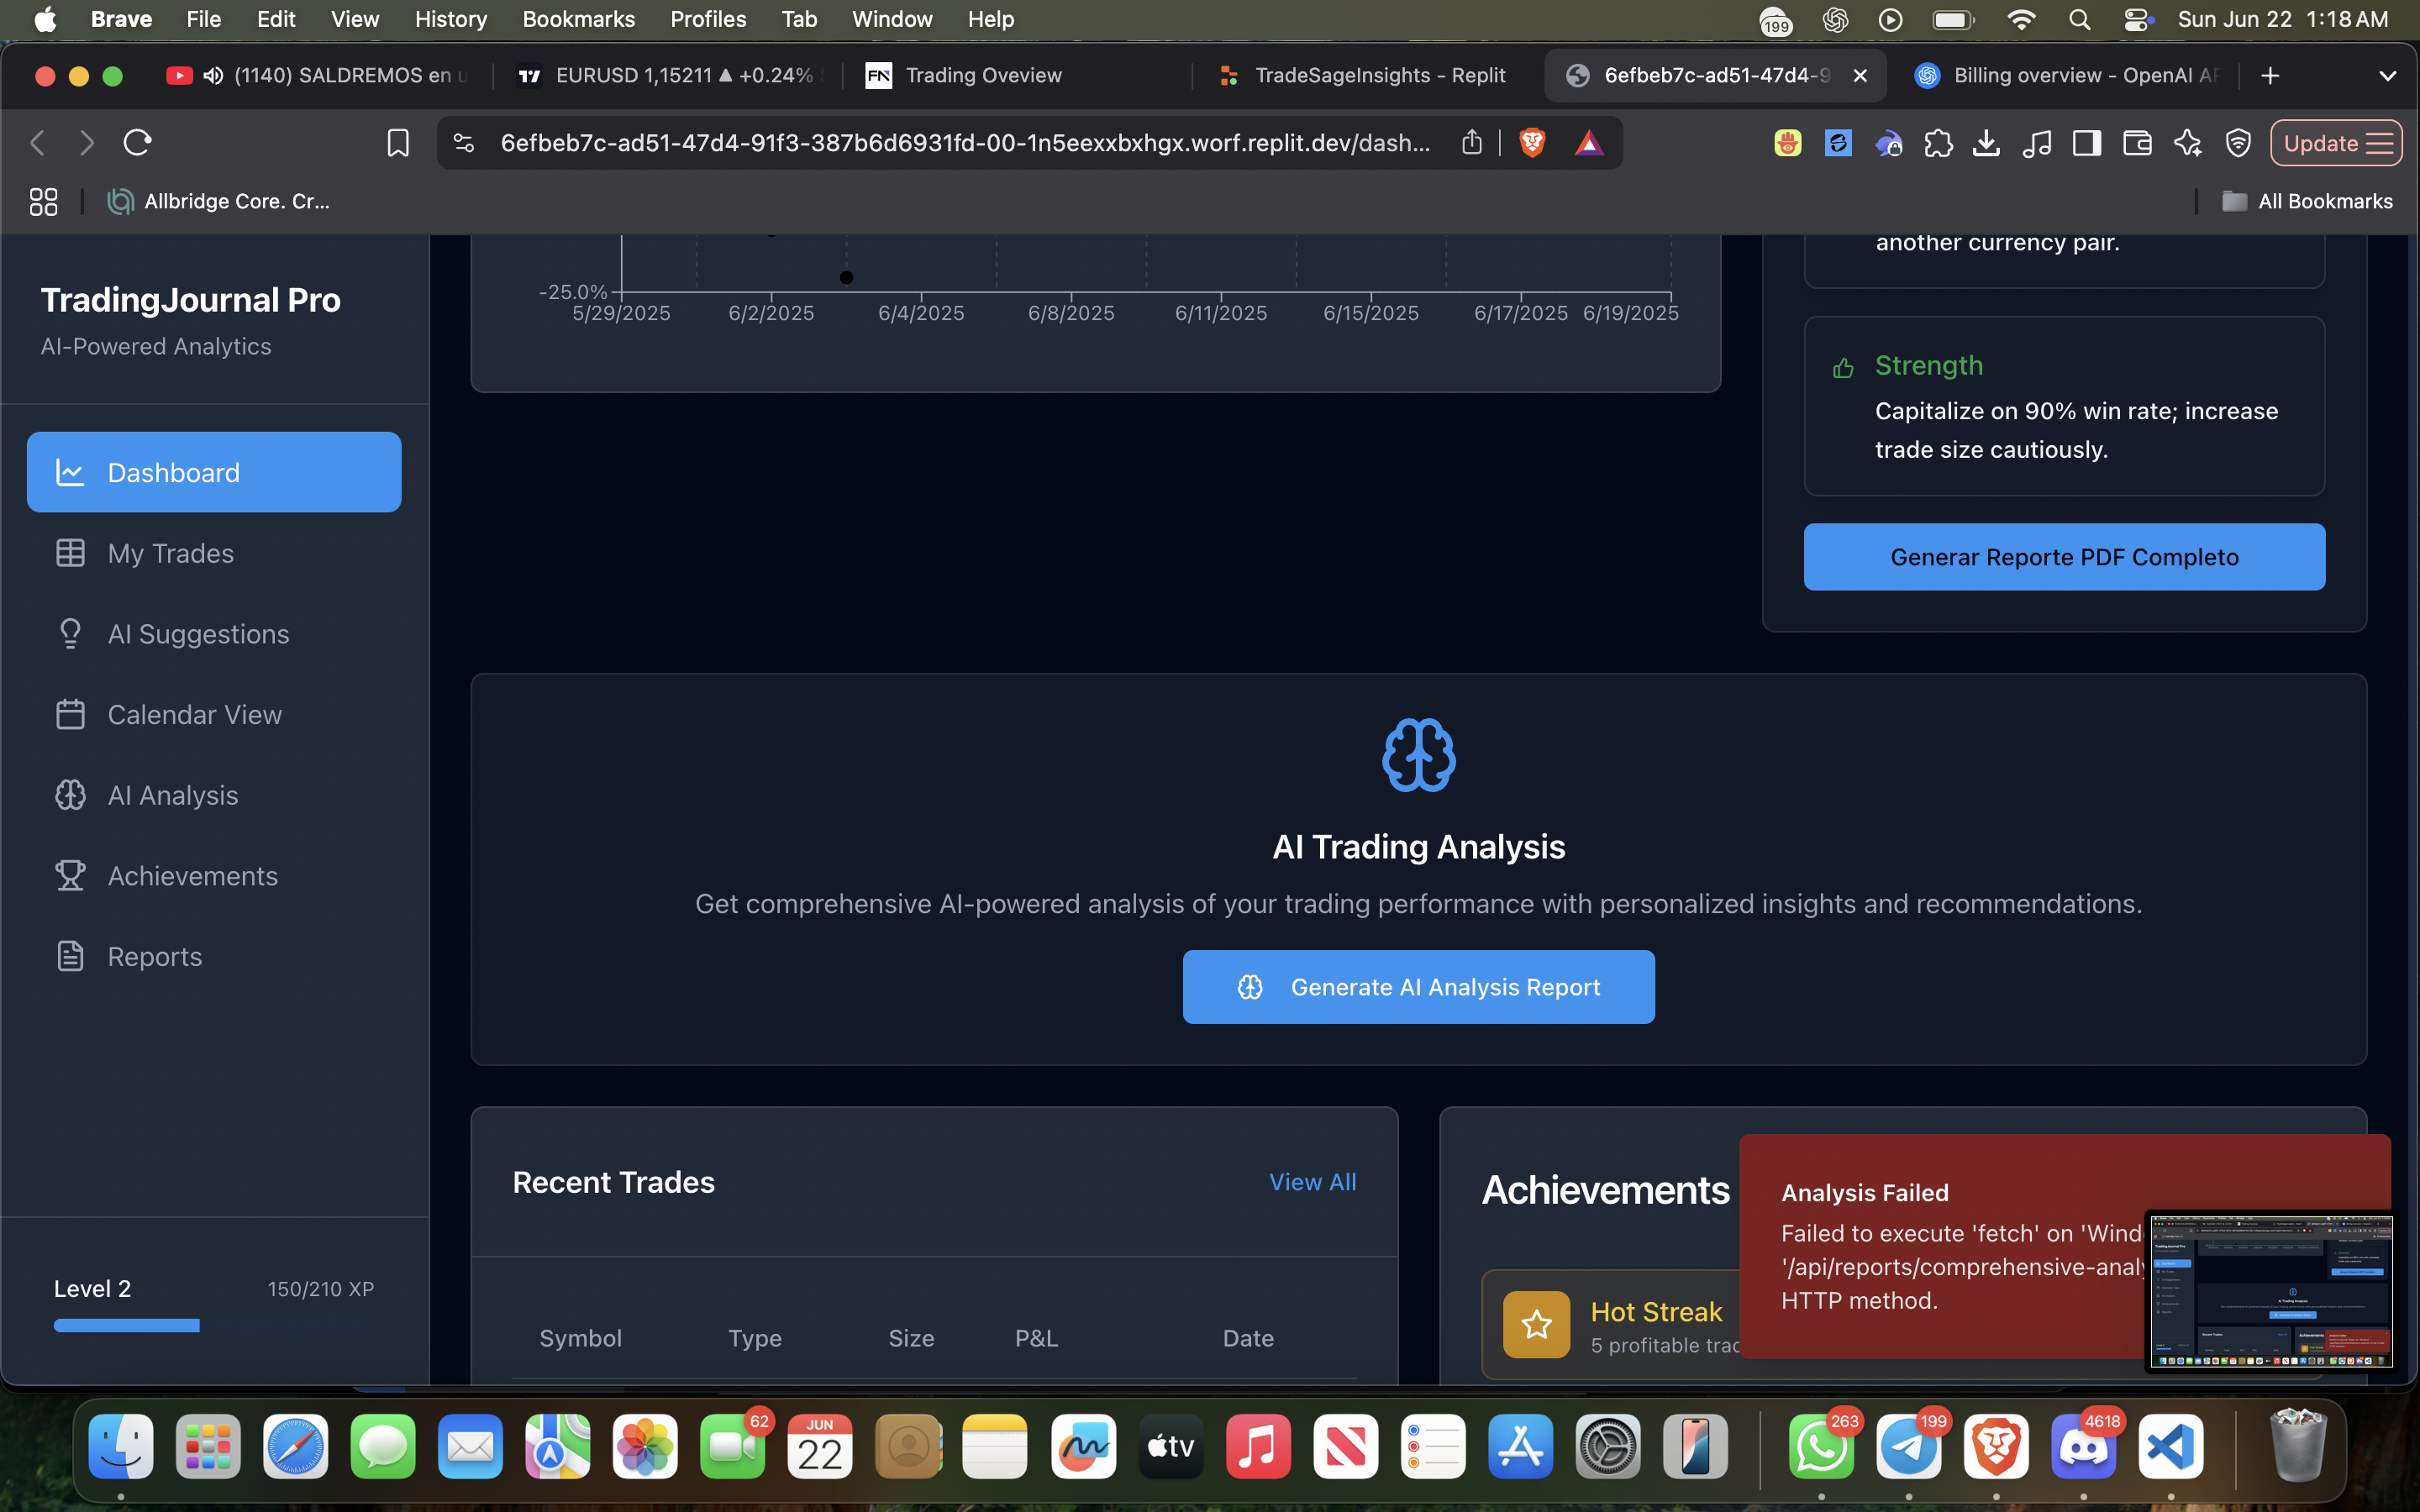 Brave File Edit View History Bookmarks Profiles Tab Window Help
199
Sun Jun 22 1:18 AM
(1140) SALDREMOS en u
EURUSD 1,15211 ▲ +0.24%
FN Trading Oveview
TradeSageInsights - Replit
6efbeb7c-ad51-47d4-9
Billing overview - OpenAI AP
6efbeb7c-ad51-47d4-91f3-387b6d6931fd-00-1n5eexxbxhgx.worf.replit.dev/dash...
Update
Allbridge Core. Cr...
All Bookmarks
TradingJournal Pro
AI-Powered Analytics
Dashboard
My Trades
AI Suggestions
Calendar View
AI Analysis
Achievements
Reports
Level 2
150/210 XP
-25.0%
5/29/2025 6/2/2025 6/4/2025 6/8/2025 6/11/2025 6/15/2025 6/17/2025 6/19/2025
another currency pair.
Strength
Capitalize on 90% win rate; increase
trade size cautiously.
Generar Reporte PDF Completo
AI Trading Analysis
Get comprehensive AI-powered analysis of your trading performance with personalized insights and recommendations.
Generate AI Analysis Report
Recent Trades
View All
Symbol Type Size P&L Date
Achievements
Hot Streak
5 profitable trad
Analysis Failed
Failed to execute 'fetch' on 'Wind
'/api/reports/comprehensive-analy
HTTP method.
62
JUN
22
tv
263
199
4618